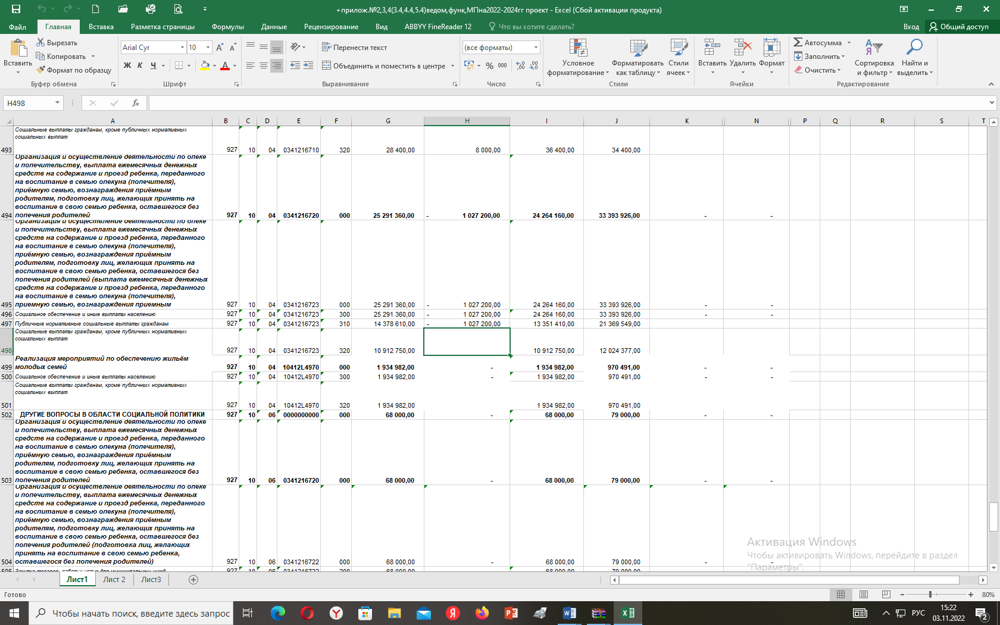 +прилож.№2,3,4(3.4,4.4,5.4)ведом,функ,МПна2022-2024гг проект - Excel (Сбой активации продукта)
Файл Главная Вставка Разметка страницы Формулы Данные Рецензирование Вид ABBYY FineReader 12 Что вы хотите сделать? Вход Общий доступ
Вставить
Вырезать
Копировать
Формат по образцу
Буфер обмена
Arial Cyr 10
Ж К Ч
Шрифт
Перенести текст
Объединить и поместить в центре
Выравнивание
(все форматы)
% 000
Число
Условное форматирование
Форматировать как таблицу
Стили ячеек
Стили
Вставить Удалить Формат
Ячейки
Автосумма
Заполнить
Очистить
Сортировка и фильтр
Найти и выделить
Редактирование
H498 fx
A B C D E F G H I J K N P Q R S T
Социальные выплаты гражданам, кроме публичных нормативных
социальных выплат
493 927 10 04 0341216710 320 28 400,00 8 000,00 36 400,00 34 400,00
Организация и осуществление деятельности по опеке
и попечительству, выплата ежемесячных денежных
средств на содержание и проезд ребенка, переданного
на воспитание в семью опекуна (попечителя),
приёмную семью, вознаграждения приёмным
родителям, подготовку лиц, желающих принять на
воспитание в свою семью ребенка, оставшегося без
494 попечения родителей 927 10 04 0341216720 000 25 291 360,00 - 1 027 200,00 24 264 160,00 33 393 926,00 - -
Организация и осуществление деятельности по опеке
и попечительству, выплата ежемесячных денежных
средств на содержание и проезд ребенка, переданного
на воспитание в семью опекуна (попечителя),
приёмную семью, вознаграждения приёмным
родителям, подготовку лиц, желающих принять на
воспитание в свою семью ребенка, оставшегося без
попечения родителей (выплата ежемесячных денежных
средств на содержание и проезд ребенка, переданного
на воспитание в семью опекуна (попечителя),
495 приемную семью, вознаграждения приемным 927 10 04 0341216723 000 25 291 360,00 - 1 027 200,00 24 264 160,00 33 393 926,00 - -
496 Социальное обеспечение и иные выплаты населению 927 10 04 0341216723 300 25 291 360,00 - 1 027 200,00 24 264 160,00 33 393 926,00 - -
497 Публичные нормативные социальные выплаты гражданам 927 10 04 0341216723 310 14 378 610,00 - 1 027 200,00 13 351 410,00 21 369 549,00 - -
Социальные выплаты гражданам, кроме публичных нормативных
социальных выплат
498 927 10 04 0341216723 320 10 912 750,00 10 912 750,00 12 024 377,00
Реализация мероприятий по обеспечению жильём
499 молодых семей 927 10 04 10412L4970 000 1 934 982,00 - 1 934 982,00 970 491,00 - -
500 Социальное обеспечение и иные выплаты населению 927 10 04 10412L4970 300 1 934 982,00 - 1 934 982,00 970 491,00 - -
Социальные выплаты гражданам, кроме публичных нормативных
социальных выплат
501 927 10 04 10412L4970 320 1 934 982,00 1 934 982,00 970 491,00
502 ДРУГИЕ ВОПРОСЫ В ОБЛАСТИ СОЦИАЛЬНОЙ ПОЛИТИКИ 927 10 06 0000000000 000 68 000,00 - 68 000,00 79 000,00 - -
Организация и осуществление деятельности по опеке
и попечительству, выплата ежемесячных денежных
средств на содержание и проезд ребенка, переданного
на воспитание в семью опекуна (попечителя),
приёмную семью, вознаграждения приёмным
родителям, подготовку лиц, желающих принять на
воспитание в свою семью ребенка, оставшегося без
503 попечения родителей 927 10 06 0341216720 000 68 000,00 - 68 000,00 79 000,00 - -
Организация и осуществление деятельности по опеке
и попечительству, выплата ежемесячных денежных
средств на содержание и проезд ребенка, переданного
на воспитание в семью опекуна (попечителя),
приёмную семью, вознаграждения приёмным
родителям, подготовку лиц, желающих принять на
воспитание в свою семью ребенка, оставшегося без
попечения родителей (подготовка лиц, желающих
принять на воспитание в свою семью ребенка,
504 оставшегося без попечения родителей) 927 10 06 0341216722 000 68 000,00 - 68 000,00 79 000,00 - -
Активация Windows
Чтобы активировать Windows, перейдите в раздел
"Параметры".
Лист1 Лист 2 Лист3
Готово 80%
Чтобы начать поиск, введите здесь запрос
РУС 15:22
03.11.2022
2